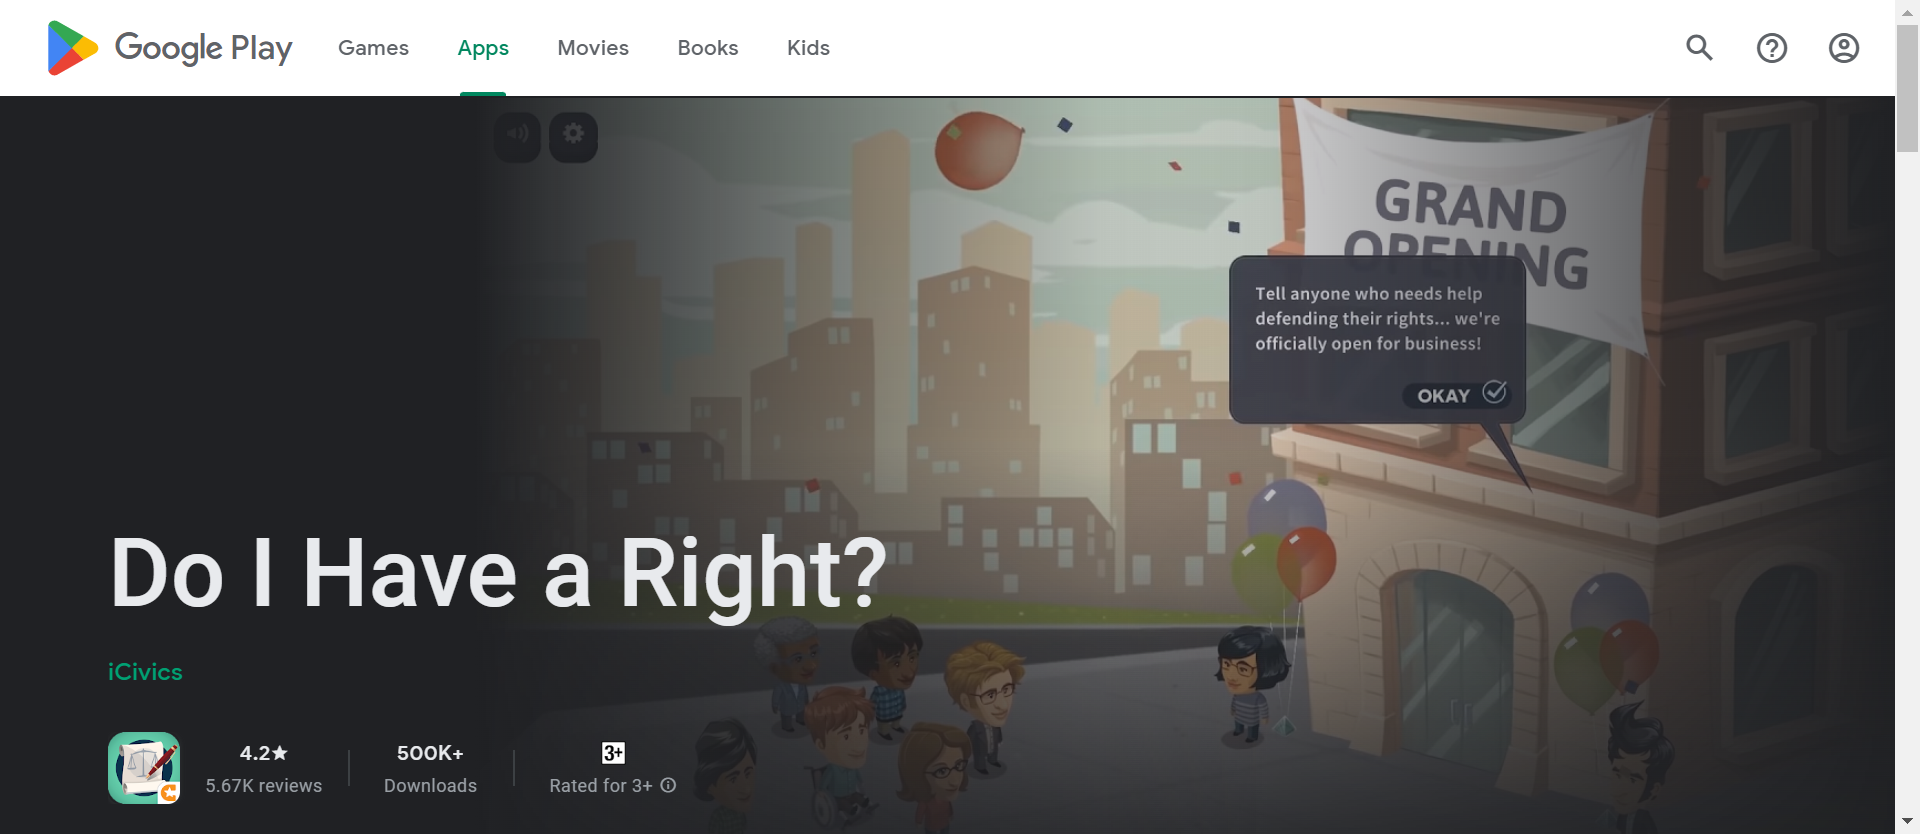 Google Play
Games
Apps
Movies
Books
Kids
GRAND
OPENING
Tell anyone who needs help
defending their rights... we're
officially open for business!
OKAY
Do I Have a Right?
iCivics
4.2★
5.67K reviews
500K+
Downloads
3+
Rated for 3+